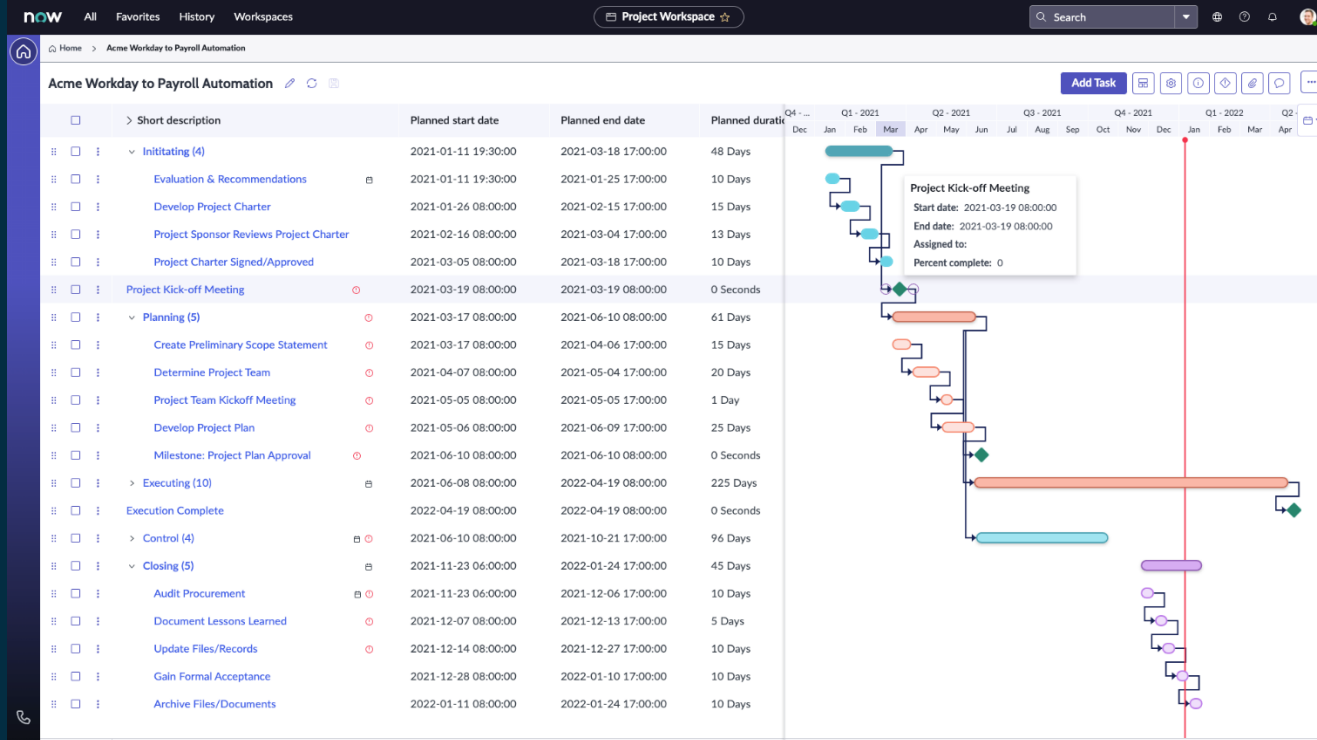 now All Favorites History Workspaces Project Workspace Search
Home > Acme Workday to Payroll Automation
Acme Workday to Payroll Automation Add Task
Short description Planned start date Planned end date Planned duratio
Q4 - ... Q1 - 2021 Q2 - 2021 Q3 - 2021 Q4 - 2021 Q1 - 2022 Q2 -
Dec Jan Feb Mar Apr May Jun Jul Aug Sep Oct Nov Dec Jan Feb Mar Apr
Inititating (4) 2021-01-11 19:30:00 2021-03-18 17:00:00 48 Days
Evaluation & Recommendations 2021-01-11 19:30:00 2021-01-25 17:00:00 10 Days
Develop Project Charter 2021-01-26 08:00:00 2021-02-15 17:00:00 15 Days
Project Sponsor Reviews Project Charter 2021-02-16 08:00:00 2021-03-04 17:00:00 13 Days
Project Charter Signed/Approved 2021-03-05 08:00:00 2021-03-18 17:00:00 10 Days
Project Kick-off Meeting 2021-03-19 08:00:00 2021-03-19 08:00:00 0 Seconds
Planning (5) 2021-03-17 08:00:00 2021-06-10 08:00:00 61 Days
Create Preliminary Scope Statement 2021-03-17 08:00:00 2021-04-06 17:00:00 15 Days
Determine Project Team 2021-04-07 08:00:00 2021-05-04 17:00:00 20 Days
Project Team Kickoff Meeting 2021-05-05 08:00:00 2021-05-05 17:00:00 1 Day
Develop Project Plan 2021-05-06 08:00:00 2021-06-09 17:00:00 25 Days
Milestone: Project Plan Approval 2021-06-10 08:00:00 2021-06-10 08:00:00 0 Seconds
Executing (10) 2021-06-08 08:00:00 2022-04-19 08:00:00 225 Days
Execution Complete 2022-04-19 08:00:00 2022-04-19 08:00:00 0 Seconds
Control (4) 2021-06-10 08:00:00 2021-10-21 17:00:00 96 Days
Closing (5) 2021-11-23 06:00:00 2022-01-24 17:00:00 45 Days
Audit Procurement 2021-11-23 06:00:00 2021-12-06 17:00:00 10 Days
Document Lessons Learned 2021-12-07 08:00:00 2021-12-13 17:00:00 5 Days
Update Files/Records 2021-12-14 08:00:00 2021-12-27 17:00:00 10 Days
Gain Formal Acceptance 2021-12-28 08:00:00 2022-01-10 17:00:00 10 Days
Archive Files/Documents 2022-01-11 08:00:00 2022-01-24 17:00:00 10 Days
Project Kick-off Meeting
Start date: 2021-03-19 08:00:00
End date: 2021-03-19 08:00:00
Assigned to:
Percent complete: 0